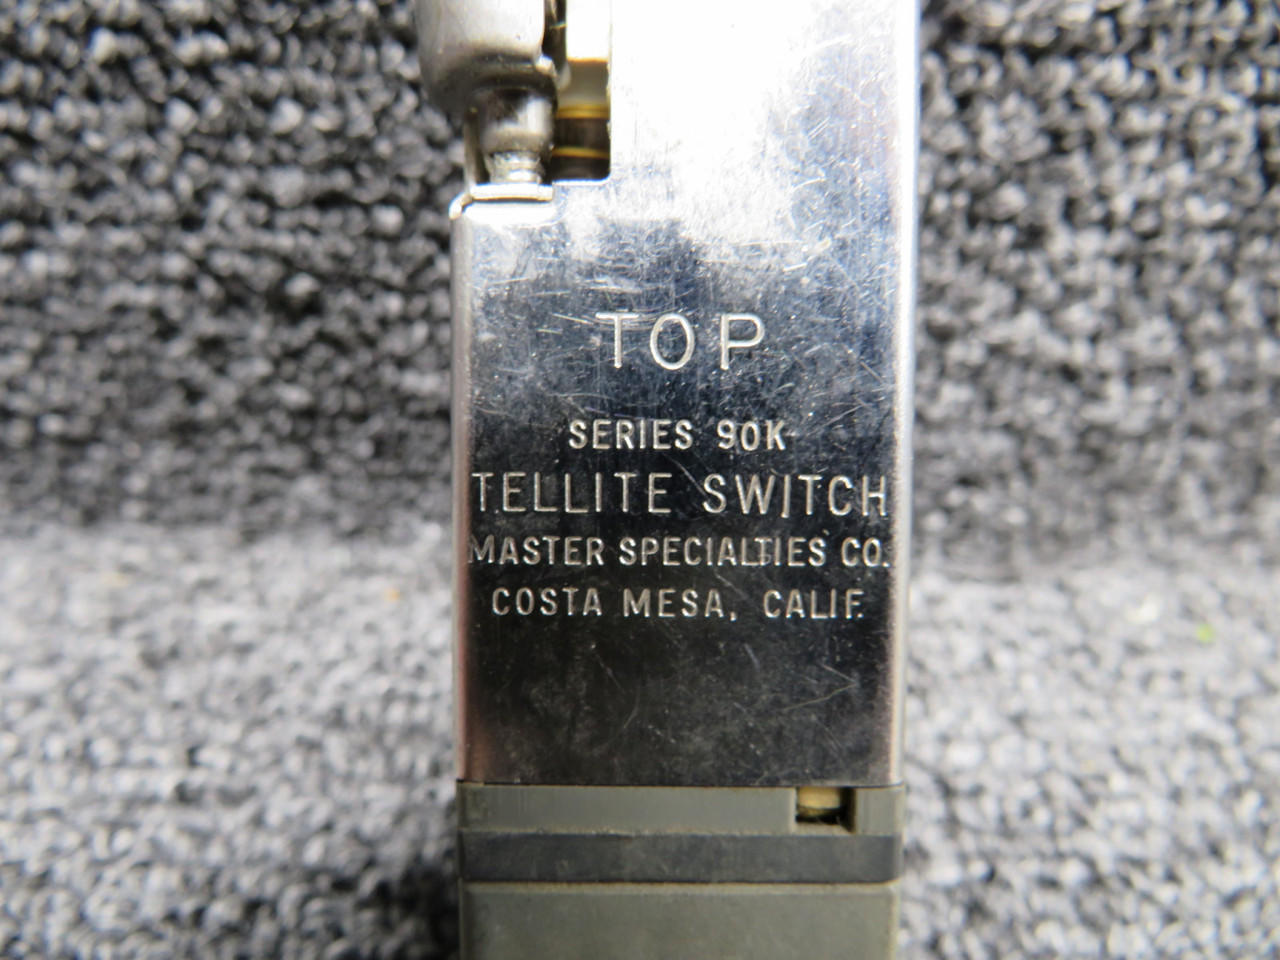 TOP
SERIES 90K
TELLITE SWITCH
MASTER SPECIALTIES CO.
COSTA MESA, CALIF.